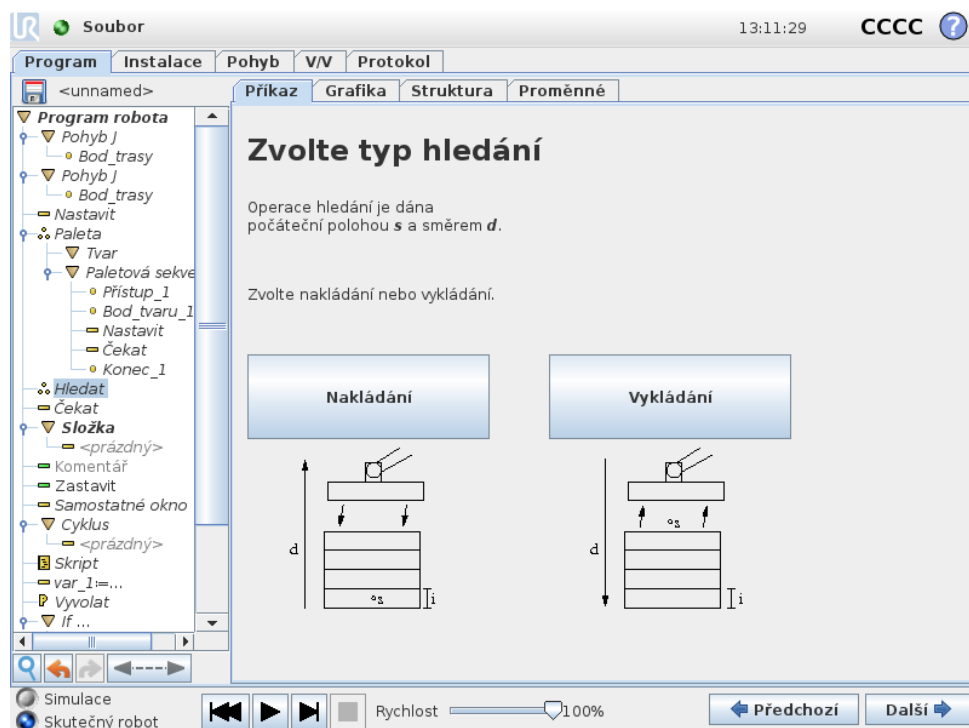 UR Soubor 13:11:29 CCCC ?
Program Instalace Pohyb V/V Protokol
<unnamed> Příkaz Grafika Struktura Proměnné
Program robota
Pohyb J
Bod_trasy
Pohyb J
Bod_trasy
Nastavit
Paleta
Tvar
Paletová sekve
Přístup_1
Bod_tvaru_1
Nastavit
Čekat
Konec_1
Hledat
Čekat
Složka
<prázdný>
Komentář
Zastavit
Samostatné okno
Cyklus
<prázdný>
Skript
var_1:=...
P Vyvolat
If ...
Zvolte typ hledání
Operace hledání je dána
počáteční polohou s a směrem d.
Zvolte nakládání nebo vykládání.
Nakládání Vykládání
d s i
d s i
Simulace
Skutečný robot
Rychlost 100%
Předchozí Další